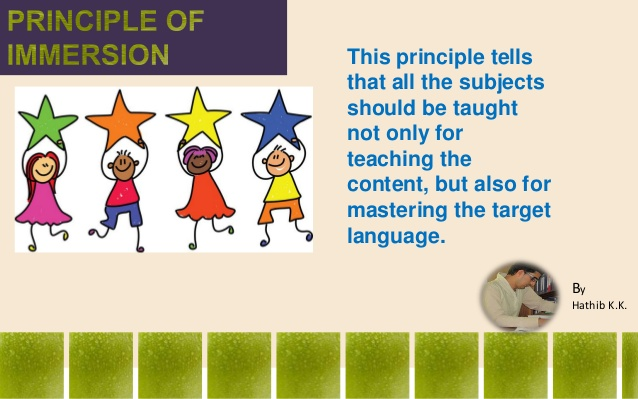 PRINCIPLE OF
IMMERSION
This principle tells
that all the subjects
should be taught
not only for
teaching the
content, but also for
mastering the target
language.
By
Hathib K.K.